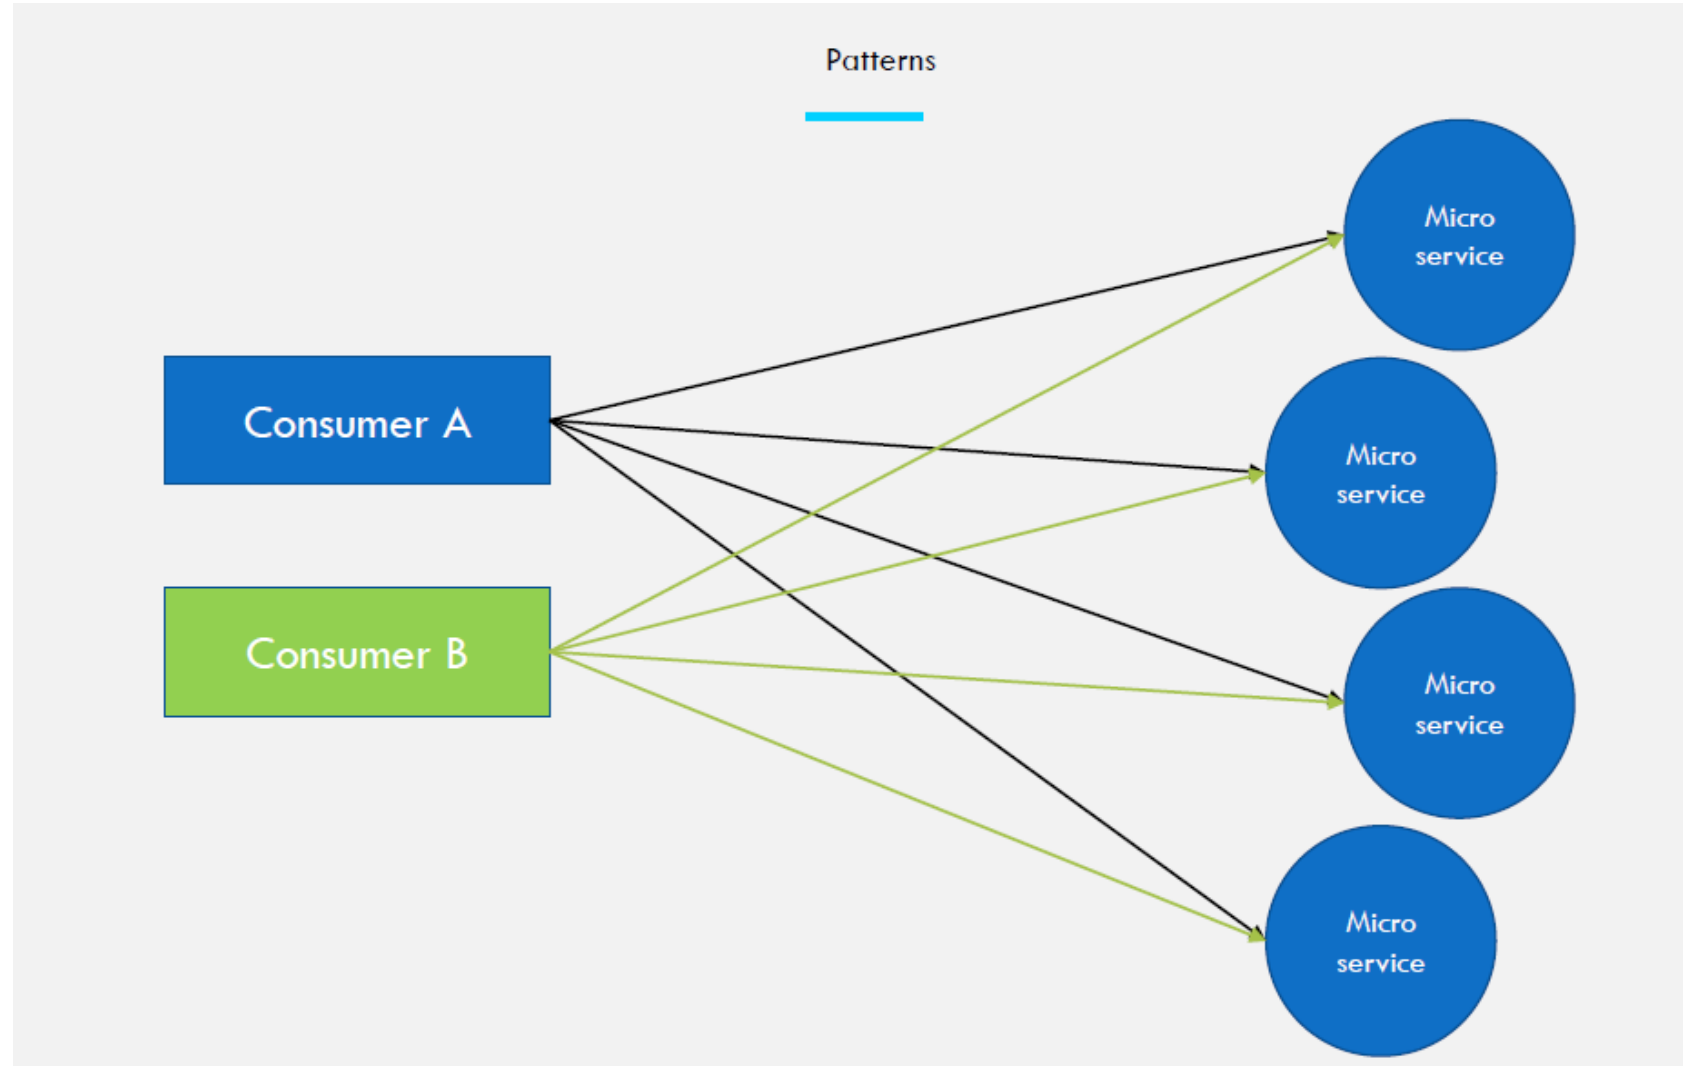 Patterns
Micro
service
Consumer A
Micro
service
Consumer B
Micro
service
Micro
service